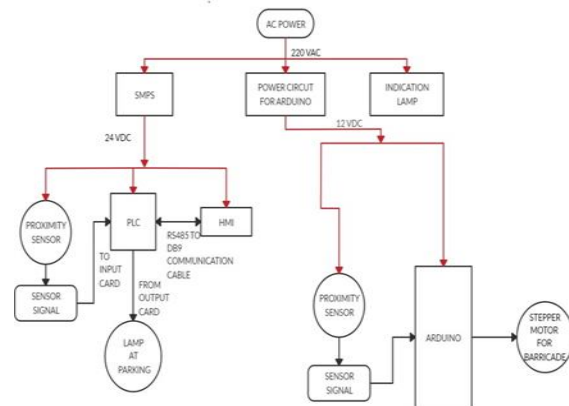 AC POWER
220 VAC
SMPS
POWER CIRCUT
FOR ARDUINO
INDICATION
LAMP
24 VDC
12 VDC
PROXIMITY
SENSOR
PLC
HMI
RS485 TO
DB9
COMMUNICATION
CABLE
TO
INPUT
CARD
SENSOR
SIGNAL
FROM
OUTPUT
CARD
LAMP
AT
PARKING
PROXIMITY
SENSOR
SENSOR
SIGNAL
ARDUINO
STEPPER
MOTOR
FOR
BARRICADE